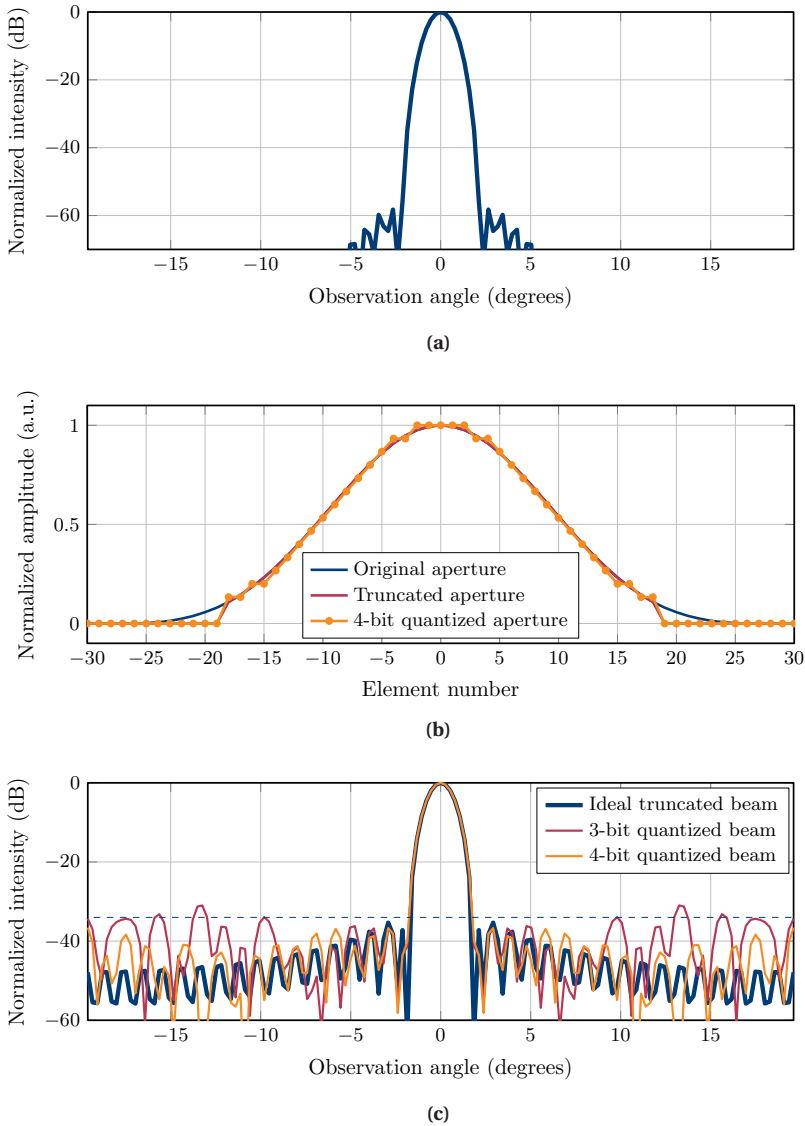 Normalized intensity (dB)
0
−20
−40
−60
−15 −10 −5 0 5 10 15
Observation angle (degrees)
(a)
Normalized amplitude (a.u.)
1
0.5
0
Original aperture
Truncated aperture
4-bit quantized aperture
−30 −25 −20 −15 −10 −5 0 5 10 15 20 25 30
Element number
(b)
Normalized intensity (dB)
0
−20
−40
−60
Ideal truncated beam
3-bit quantized beam
4-bit quantized beam
−15 −10 −5 0 5 10 15
Observation angle (degrees)
(c)